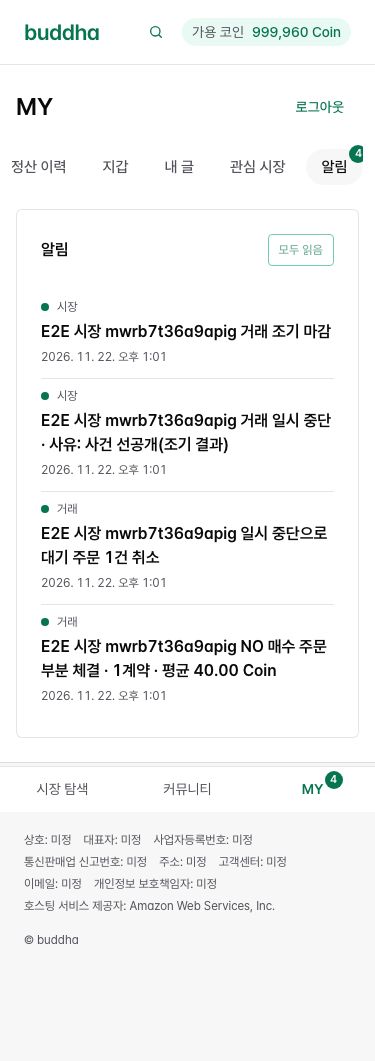 buddha
가용 코인 999,960 Coin
MY
로그아웃
정산 이력 지갑 내 글 관심 시장 알림 4
알림
모두 읽음
시장
E2E 시장 mwrb7t36a9apig 거래 조기 마감
2026. 11. 22. 오후 1:01
시장
E2E 시장 mwrb7t36a9apig 거래 일시 중단
· 사유: 사건 선공개(조기 결과)
2026. 11. 22. 오후 1:01
거래
E2E 시장 mwrb7t36a9apig 일시 중단으로
대기 주문 1건 취소
2026. 11. 22. 오후 1:01
거래
E2E 시장 mwrb7t36a9apig NO 매수 주문
부분 체결 · 1계약 · 평균 40.00 Coin
2026. 11. 22. 오후 1:01
시장 탐색 커뮤니티 MY 4
상호: 미정 대표자: 미정 사업자등록번호: 미정
통신판매업 신고번호: 미정 주소: 미정 고객센터: 미정
이메일: 미정 개인정보 보호책임자: 미정
호스팅 서비스 제공자: Amazon Web Services, Inc.
© buddha